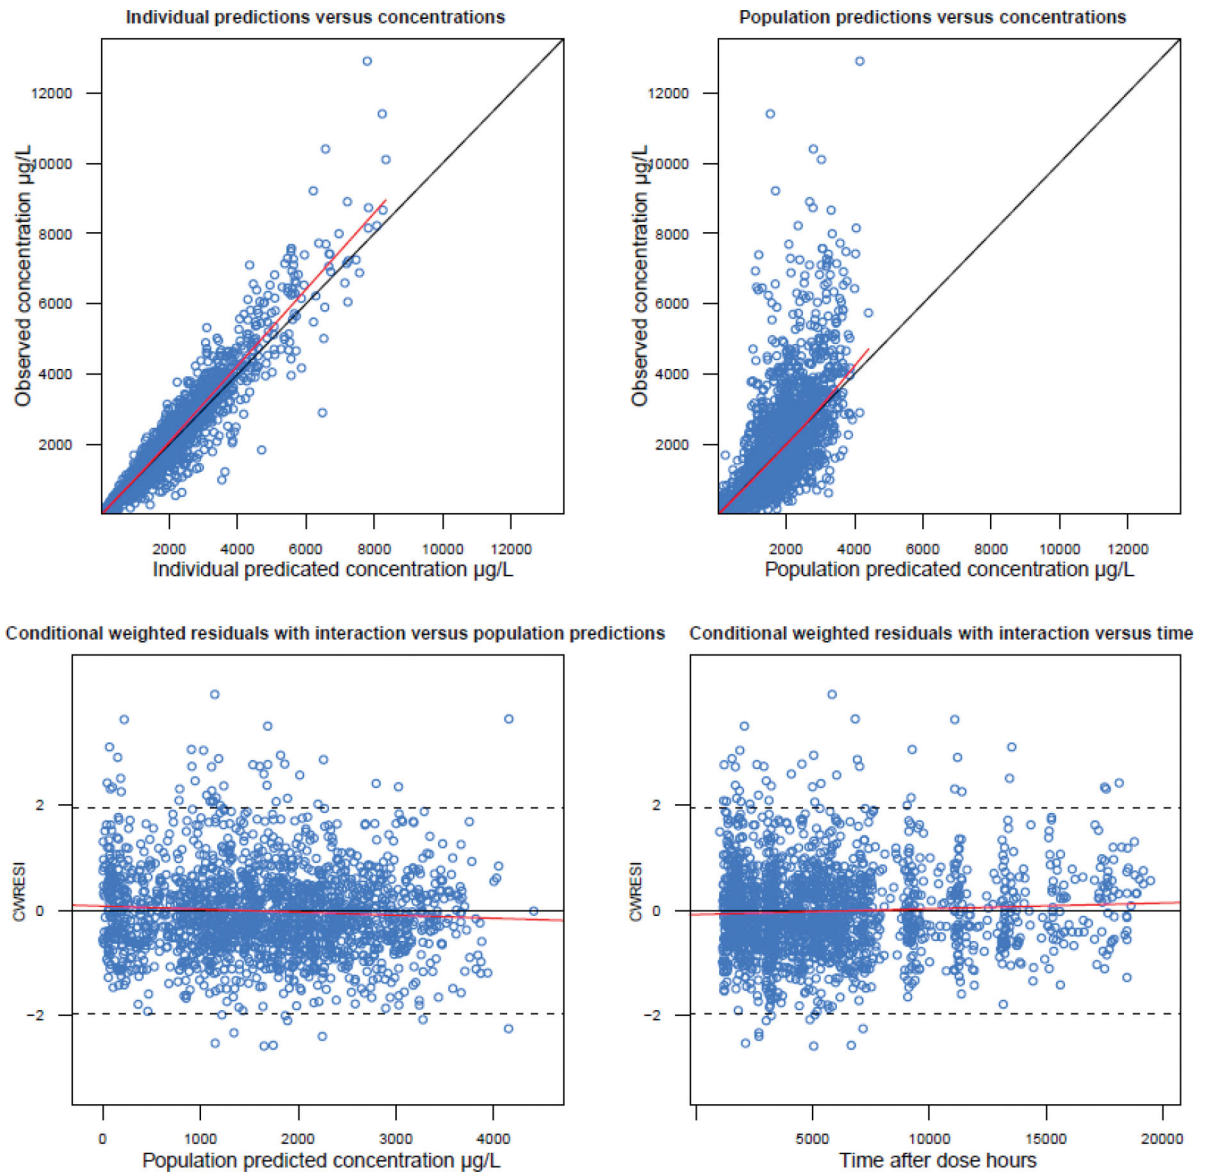 Individual predictions versus concentrations
Population predictions versus concentrations
Observed concentration µg/L
12000
10000
8000
6000
4000
2000
2000 4000 6000 8000 10000 12000
Individual predicated concentration µg/L
Observed concentration µg/L
12000
10000
8000
6000
4000
2000
2000 4000 6000 8000 10000 12000
Population predicated concentration µg/L
Conditional weighted residuals with interaction versus population predictions
Conditional weighted residuals with interaction versus time
CWRESI
2
0
−2
0 1000 2000 3000 4000
Population predicted concentration µg/L
CWRESI
2
0
−2
5000 10000 15000 20000
Time after dose hours